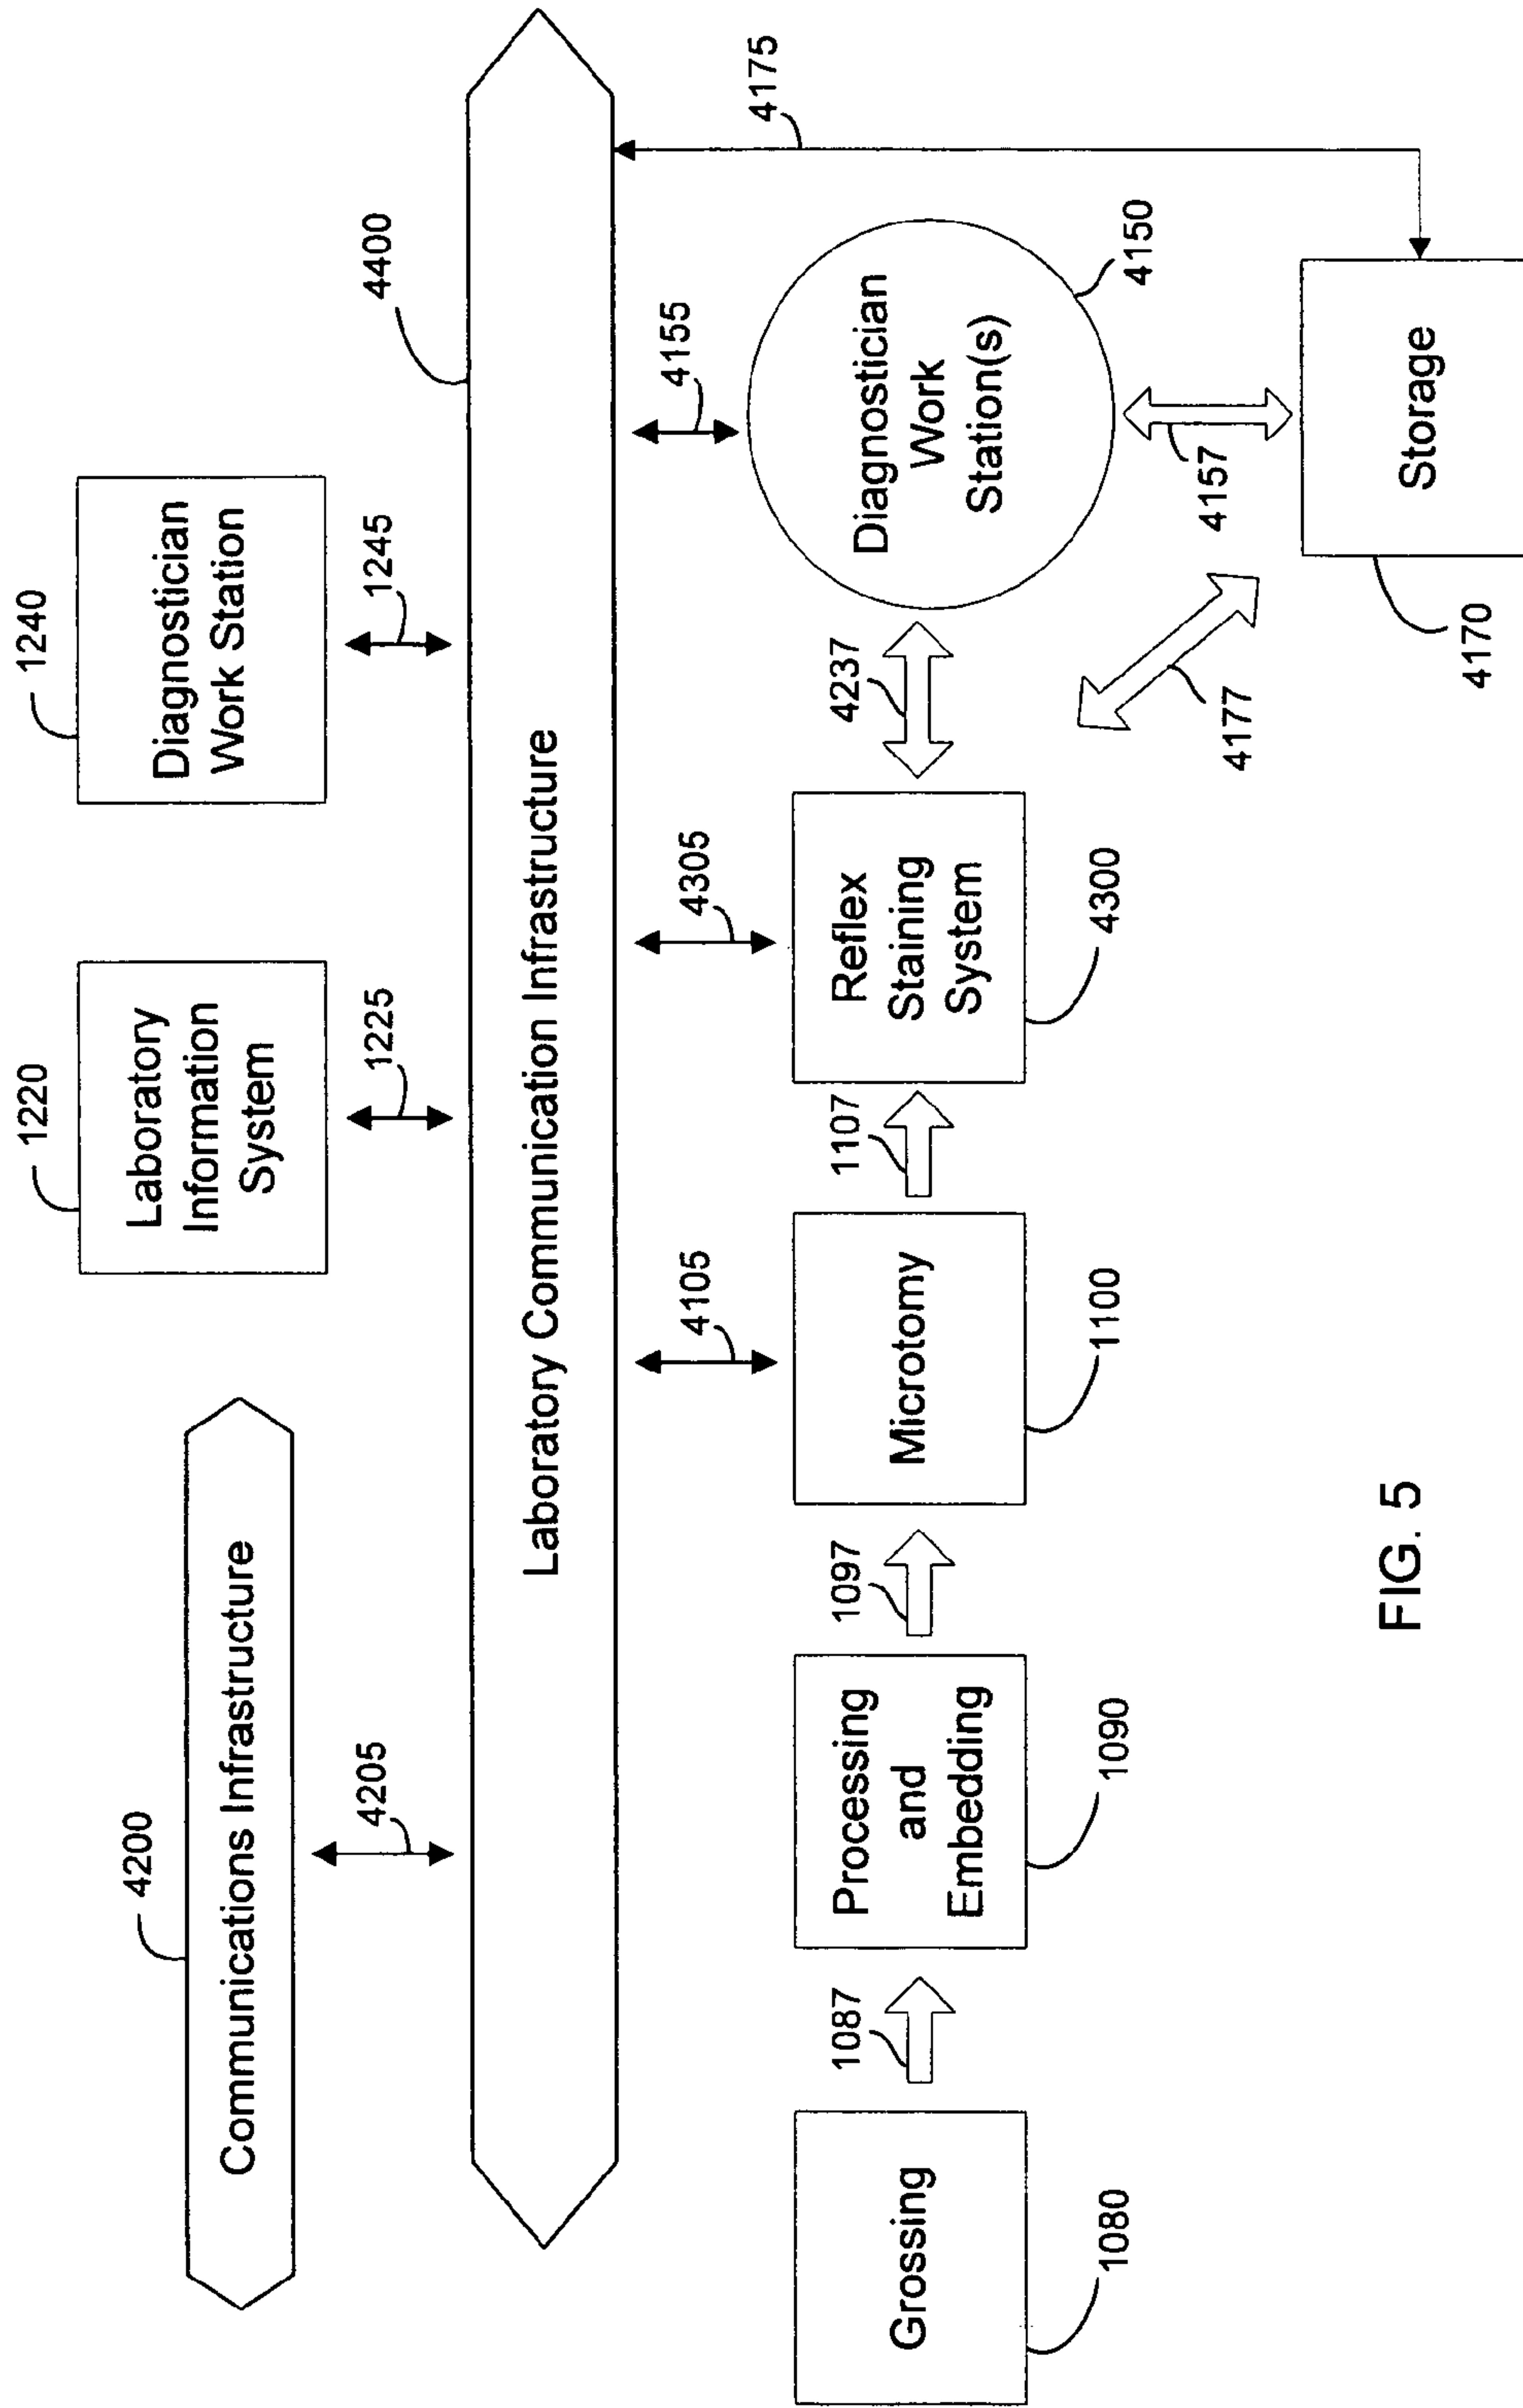 4200
Communications Infrastructure
4205
1220
Laboratory
Information
System
1225
1240
Diagnostician
Work Station
1245
4400
Laboratory Communication Infrastructure
4105
4305
4155
4175
Grossing
1080
1087
Processing
and
Embedding
1090
1097
Microtomy
1100
1107
Reflex
Staining
System
4300
4237
Diagnostician
Work
Station(s)
4150
4157
4177
Storage
4170
FIG. 5